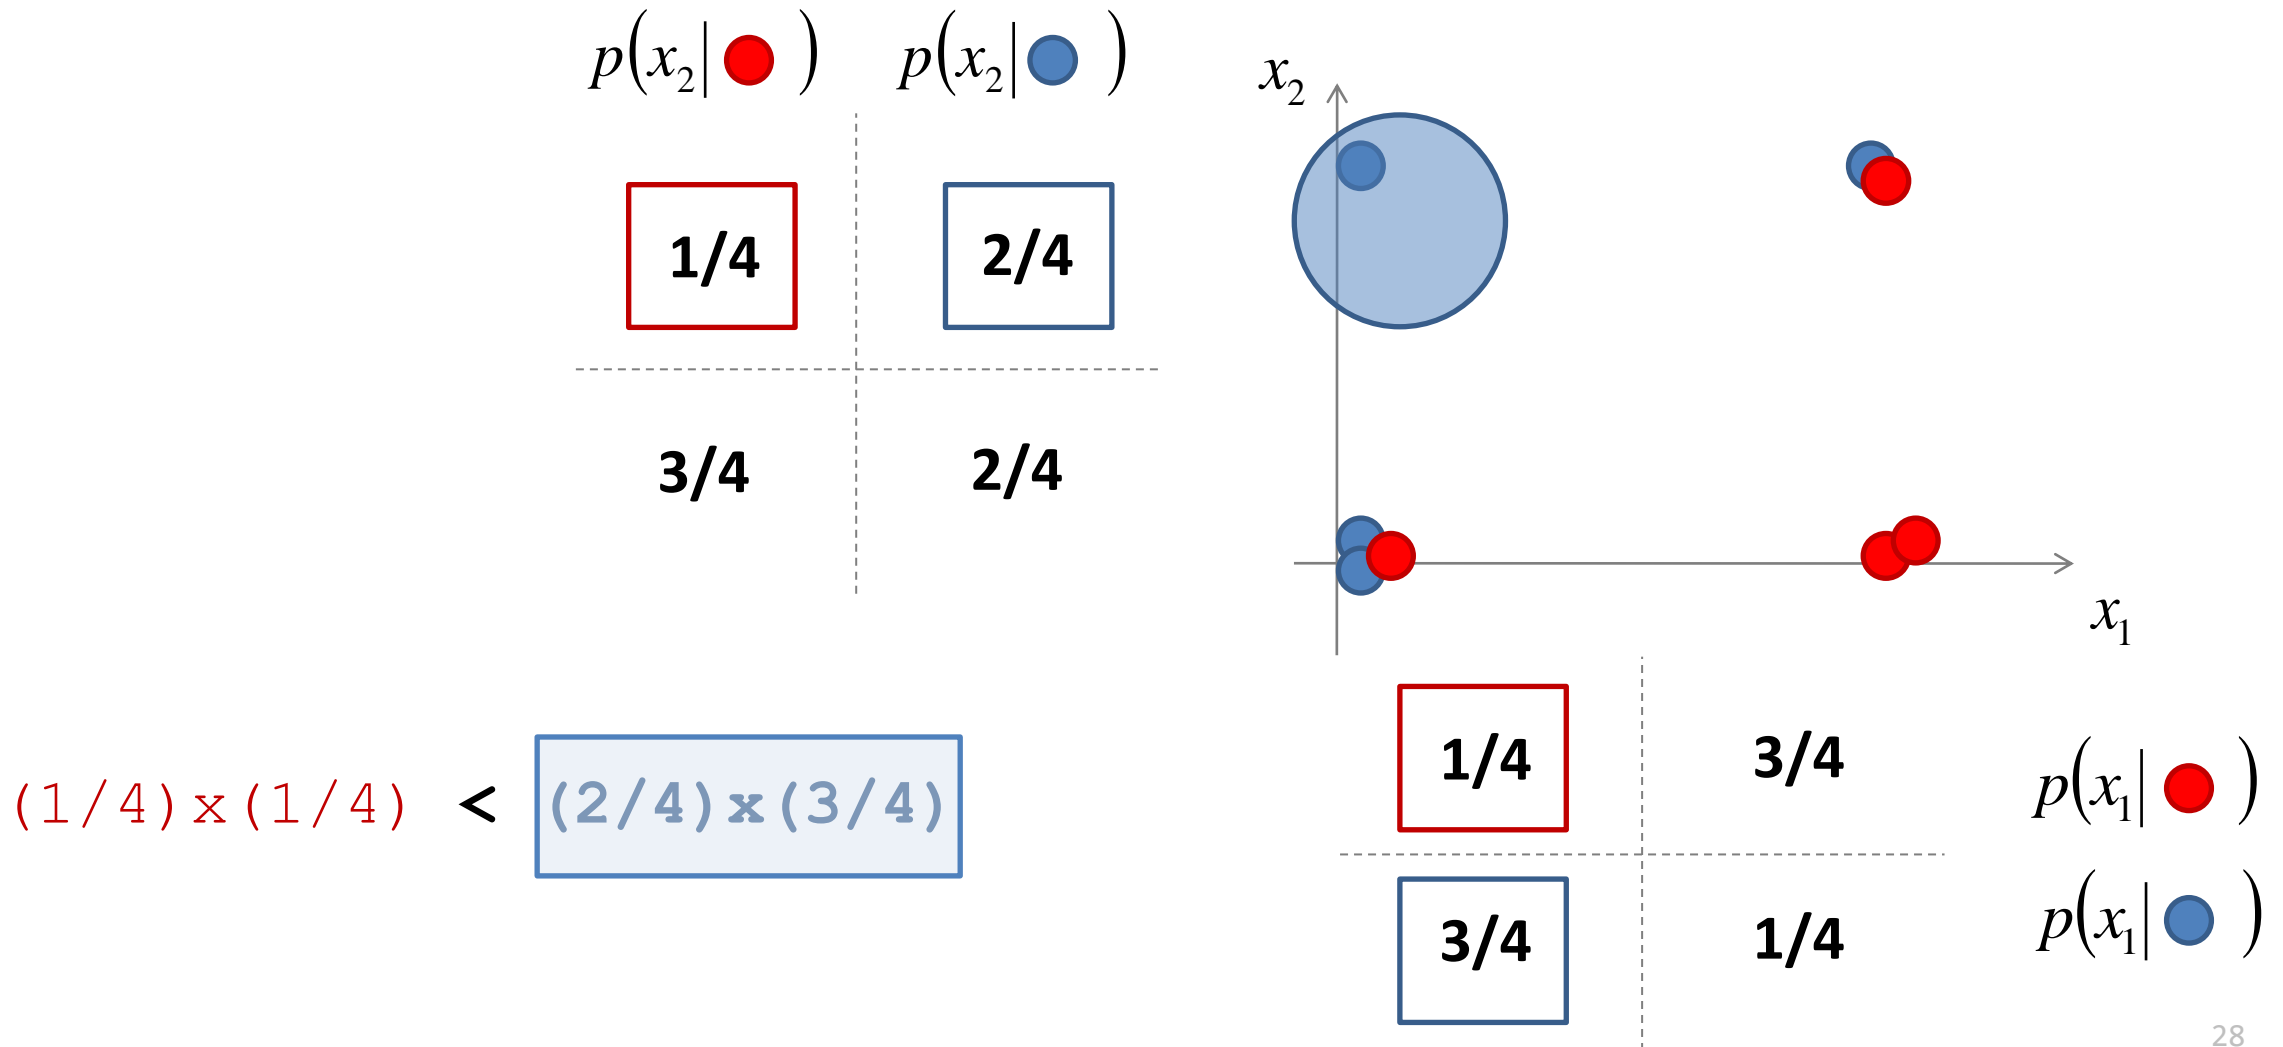 p(x₂| ) p(x₂| )
x₂
1/4 2/4
3/4 2/4
x₁
1/4 3/4 p(x₁| )
(1/4)x(1/4) < (2/4)x(3/4)
3/4 1/4 p(x₁| )
28